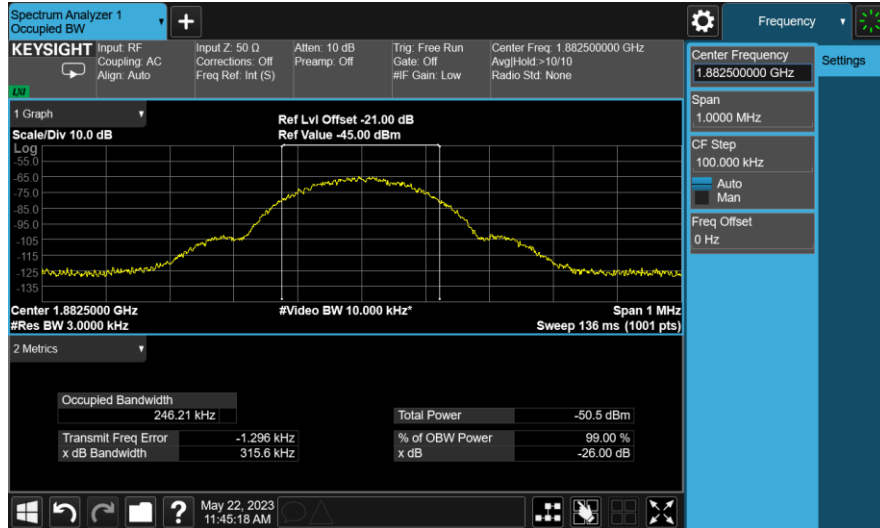 Spectrum Analyzer 1
Occupied BW
+
Frequency
KEYSIGHT
LXI
Input: RF
Coupling: AC
Align: Auto
Input Z: 50 Ω
Corrections: Off
Freq Ref: Int (S)
Atten: 10 dB
Preamp: Off
Trig: Free Run
Gate: Off
#IF Gain: Low
Center Freq: 1.882500000 GHz
Avg|Hold:>10/10
Radio Std: None
Center Frequency
1.882500000 GHz
Settings
Span
1.0000 MHz
CF Step
100.000 kHz
Auto
Man
Freq Offset
0 Hz
1 Graph
Scale/Div 10.0 dB
Ref Lvl Offset -21.00 dB
Ref Value -45.00 dBm
Log
-55.0
-65.0
-75.0
-85.0
-95.0
-105
-115
-125
-135
Center 1.8825000 GHz
#Video BW 10.000 kHz*
Span 1 MHz
#Res BW 3.0000 kHz
Sweep 136 ms (1001 pts)
2 Metrics
Occupied Bandwidth
246.21 kHz
Total Power -50.5 dBm
Transmit Freq Error -1.296 kHz
% of OBW Power 99.00 %
x dB Bandwidth 315.6 kHz
x dB -26.00 dB
?
May 22, 2023
11:45:18 AM